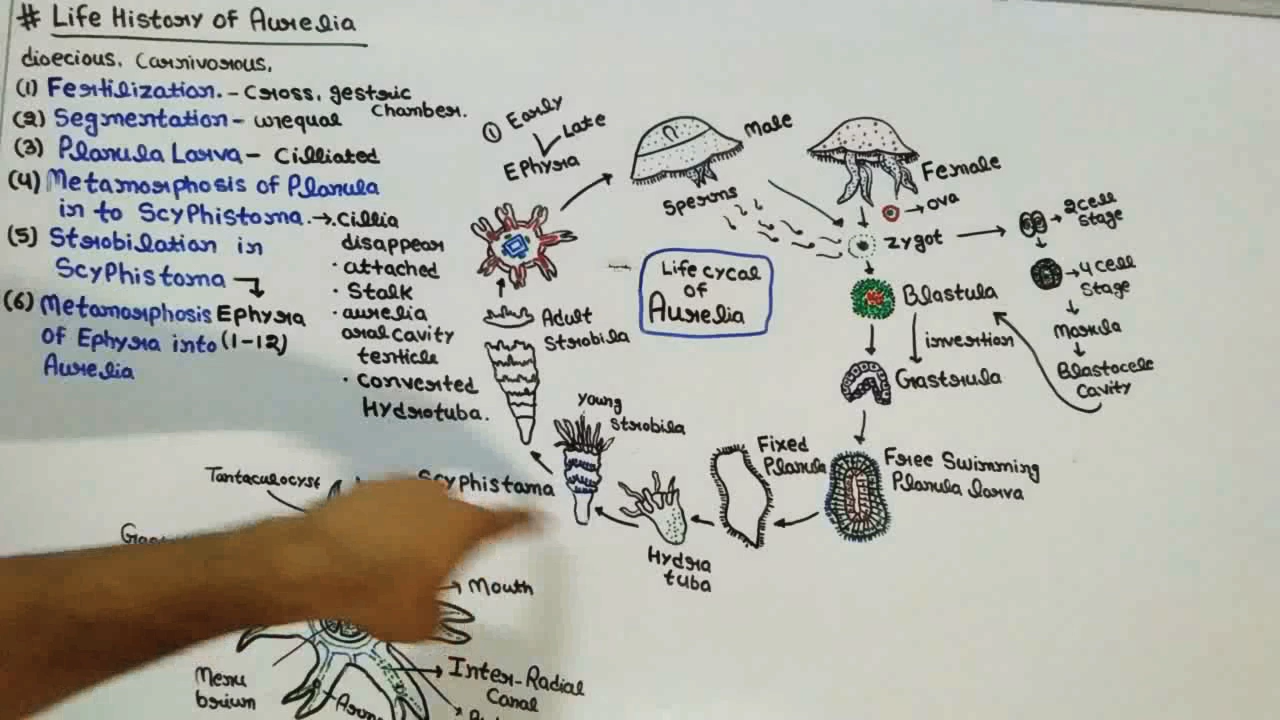 # Life History of Aurelia
dioecious. Carnivorous,
(1) Fertilization. - Cross, gestric
Chamber.
(2) Segmentation - unequal
(3) Planula Larva - Cilliated
(4) Metamorphosis of Planula
in to Scyphistoma. → Cillia
disappear
(5) Strobilation in
Scyphistoma
· attached
· Stalk
· aurelia
oral cavity
tenticle
· Converted
Hydrotuba.
(6) Metamorphosis Ephyra
of Ephyra into (1-12)
Aurelia
① Early
Late
Ephyra
Male
Sperms
Female
→ ova
Zygot
→ 2cell
Stage
→ 4 cell
Stage
Morula
Blastocele
Cavity
Blastula
invertion
Gastrula
Free Swimming
Planula larva
Fixed
Planula
Hydra
tuba
Young
Strobila
Scyphistama
Adult
Strobila
Life cycal
of
Aurelia
Tantaculocyst
Mouth
Inter-Radial
Canal
Menu
brium